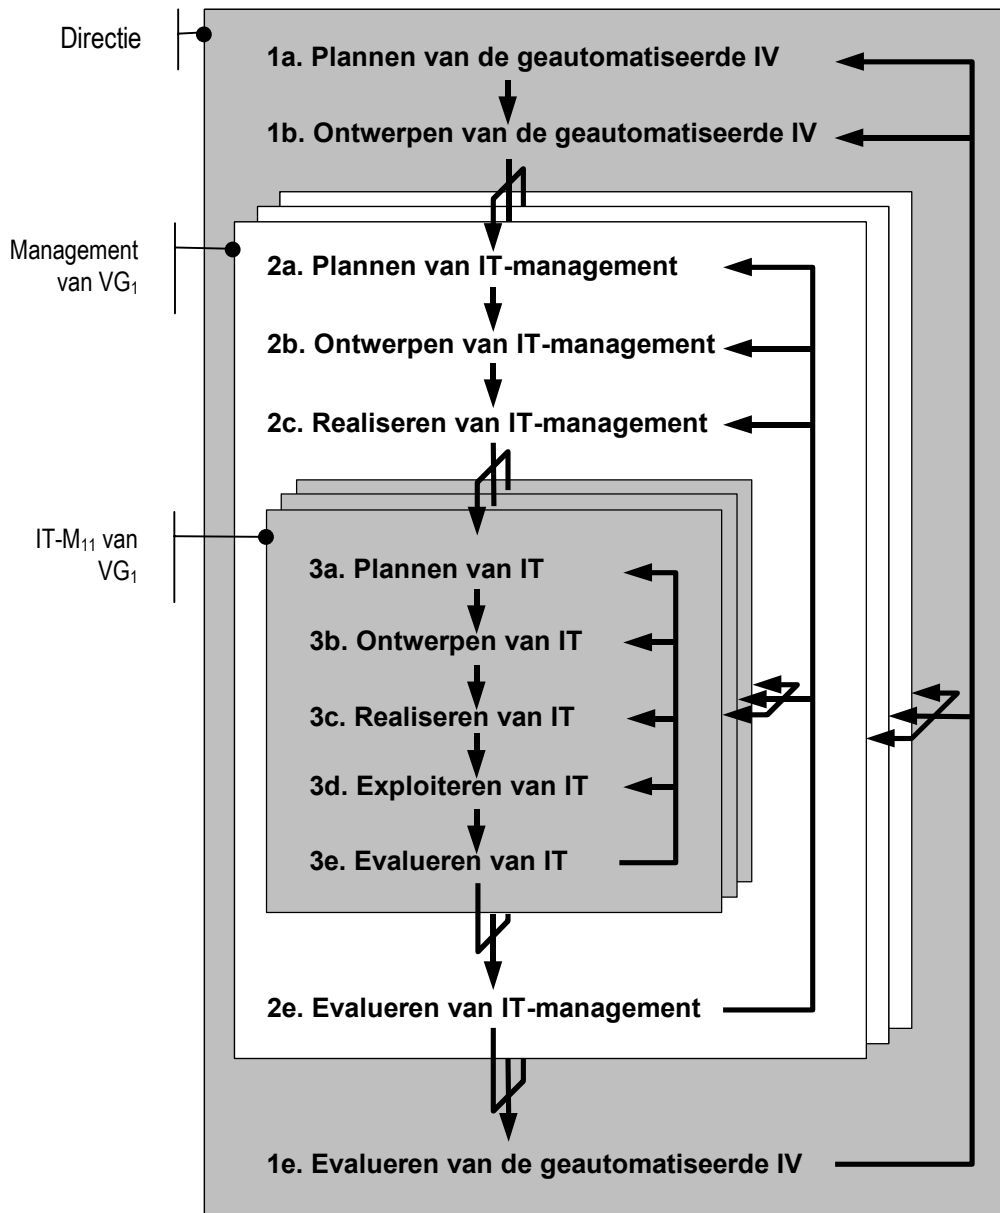 Directie
1a. Plannen van de geautomatiseerde IV
1b. Ontwerpen van de geautomatiseerde IV
Management
van VG₁
2a. Plannen van IT-management
2b. Ontwerpen van IT-management
2c. Realiseren van IT-management
IT-M₁₁ van
VG₁
3a. Plannen van IT
3b. Ontwerpen van IT
3c. Realiseren van IT
3d. Exploiteren van IT
3e. Evalueren van IT
2e. Evalueren van IT-management
1e. Evalueren van de geautomatiseerde IV